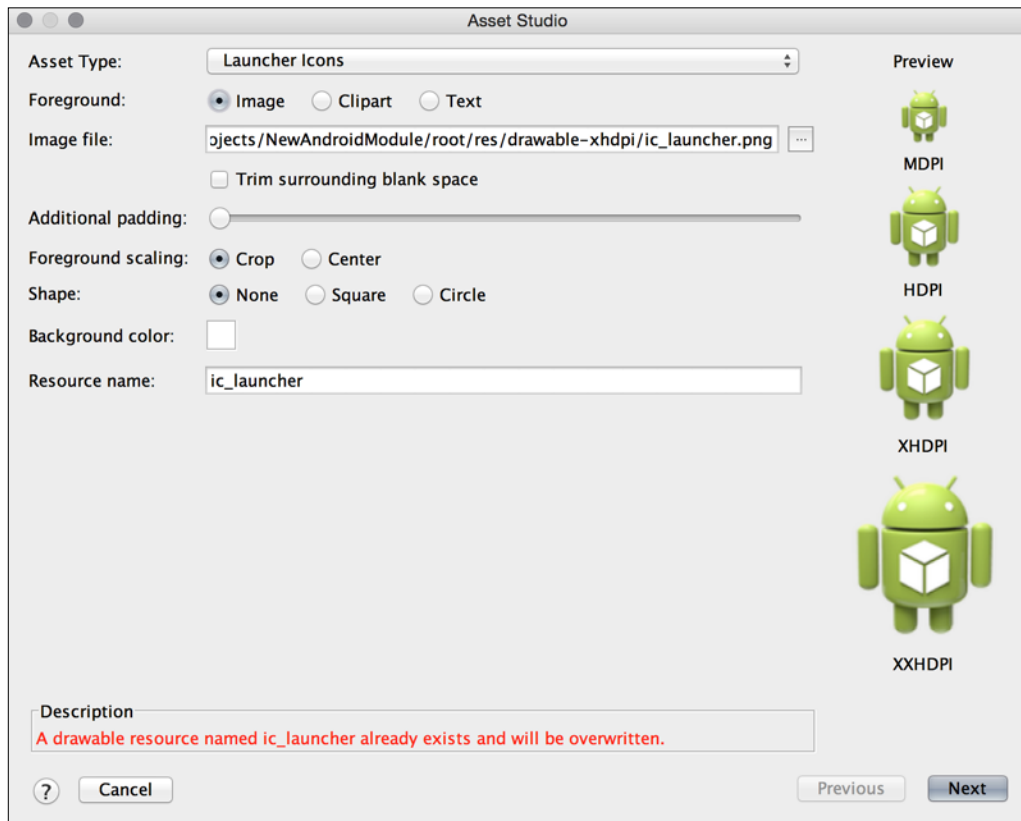 Asset Studio
Asset Type: Launcher Icons
Foreground: Image Clipart Text
Image file: ojects/NewAndroidModule/root/res/drawable-xhdpi/ic_launcher.png ...
Trim surrounding blank space
Additional padding:
Foreground scaling: Crop Center
Shape: None Square Circle
Background color:
Resource name: ic_launcher
Preview
MDPI
HDPI
XHDPI
XXHDPI
Description
A drawable resource named ic_launcher already exists and will be overwritten.
? Cancel Previous Next